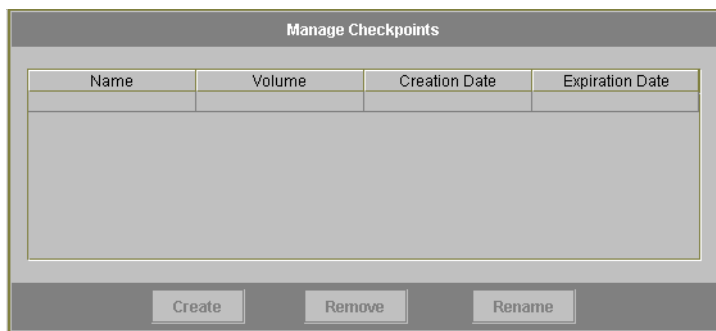 Manage Checkpoints
Name Volume Creation Date Expiration Date
Create Remove Rename